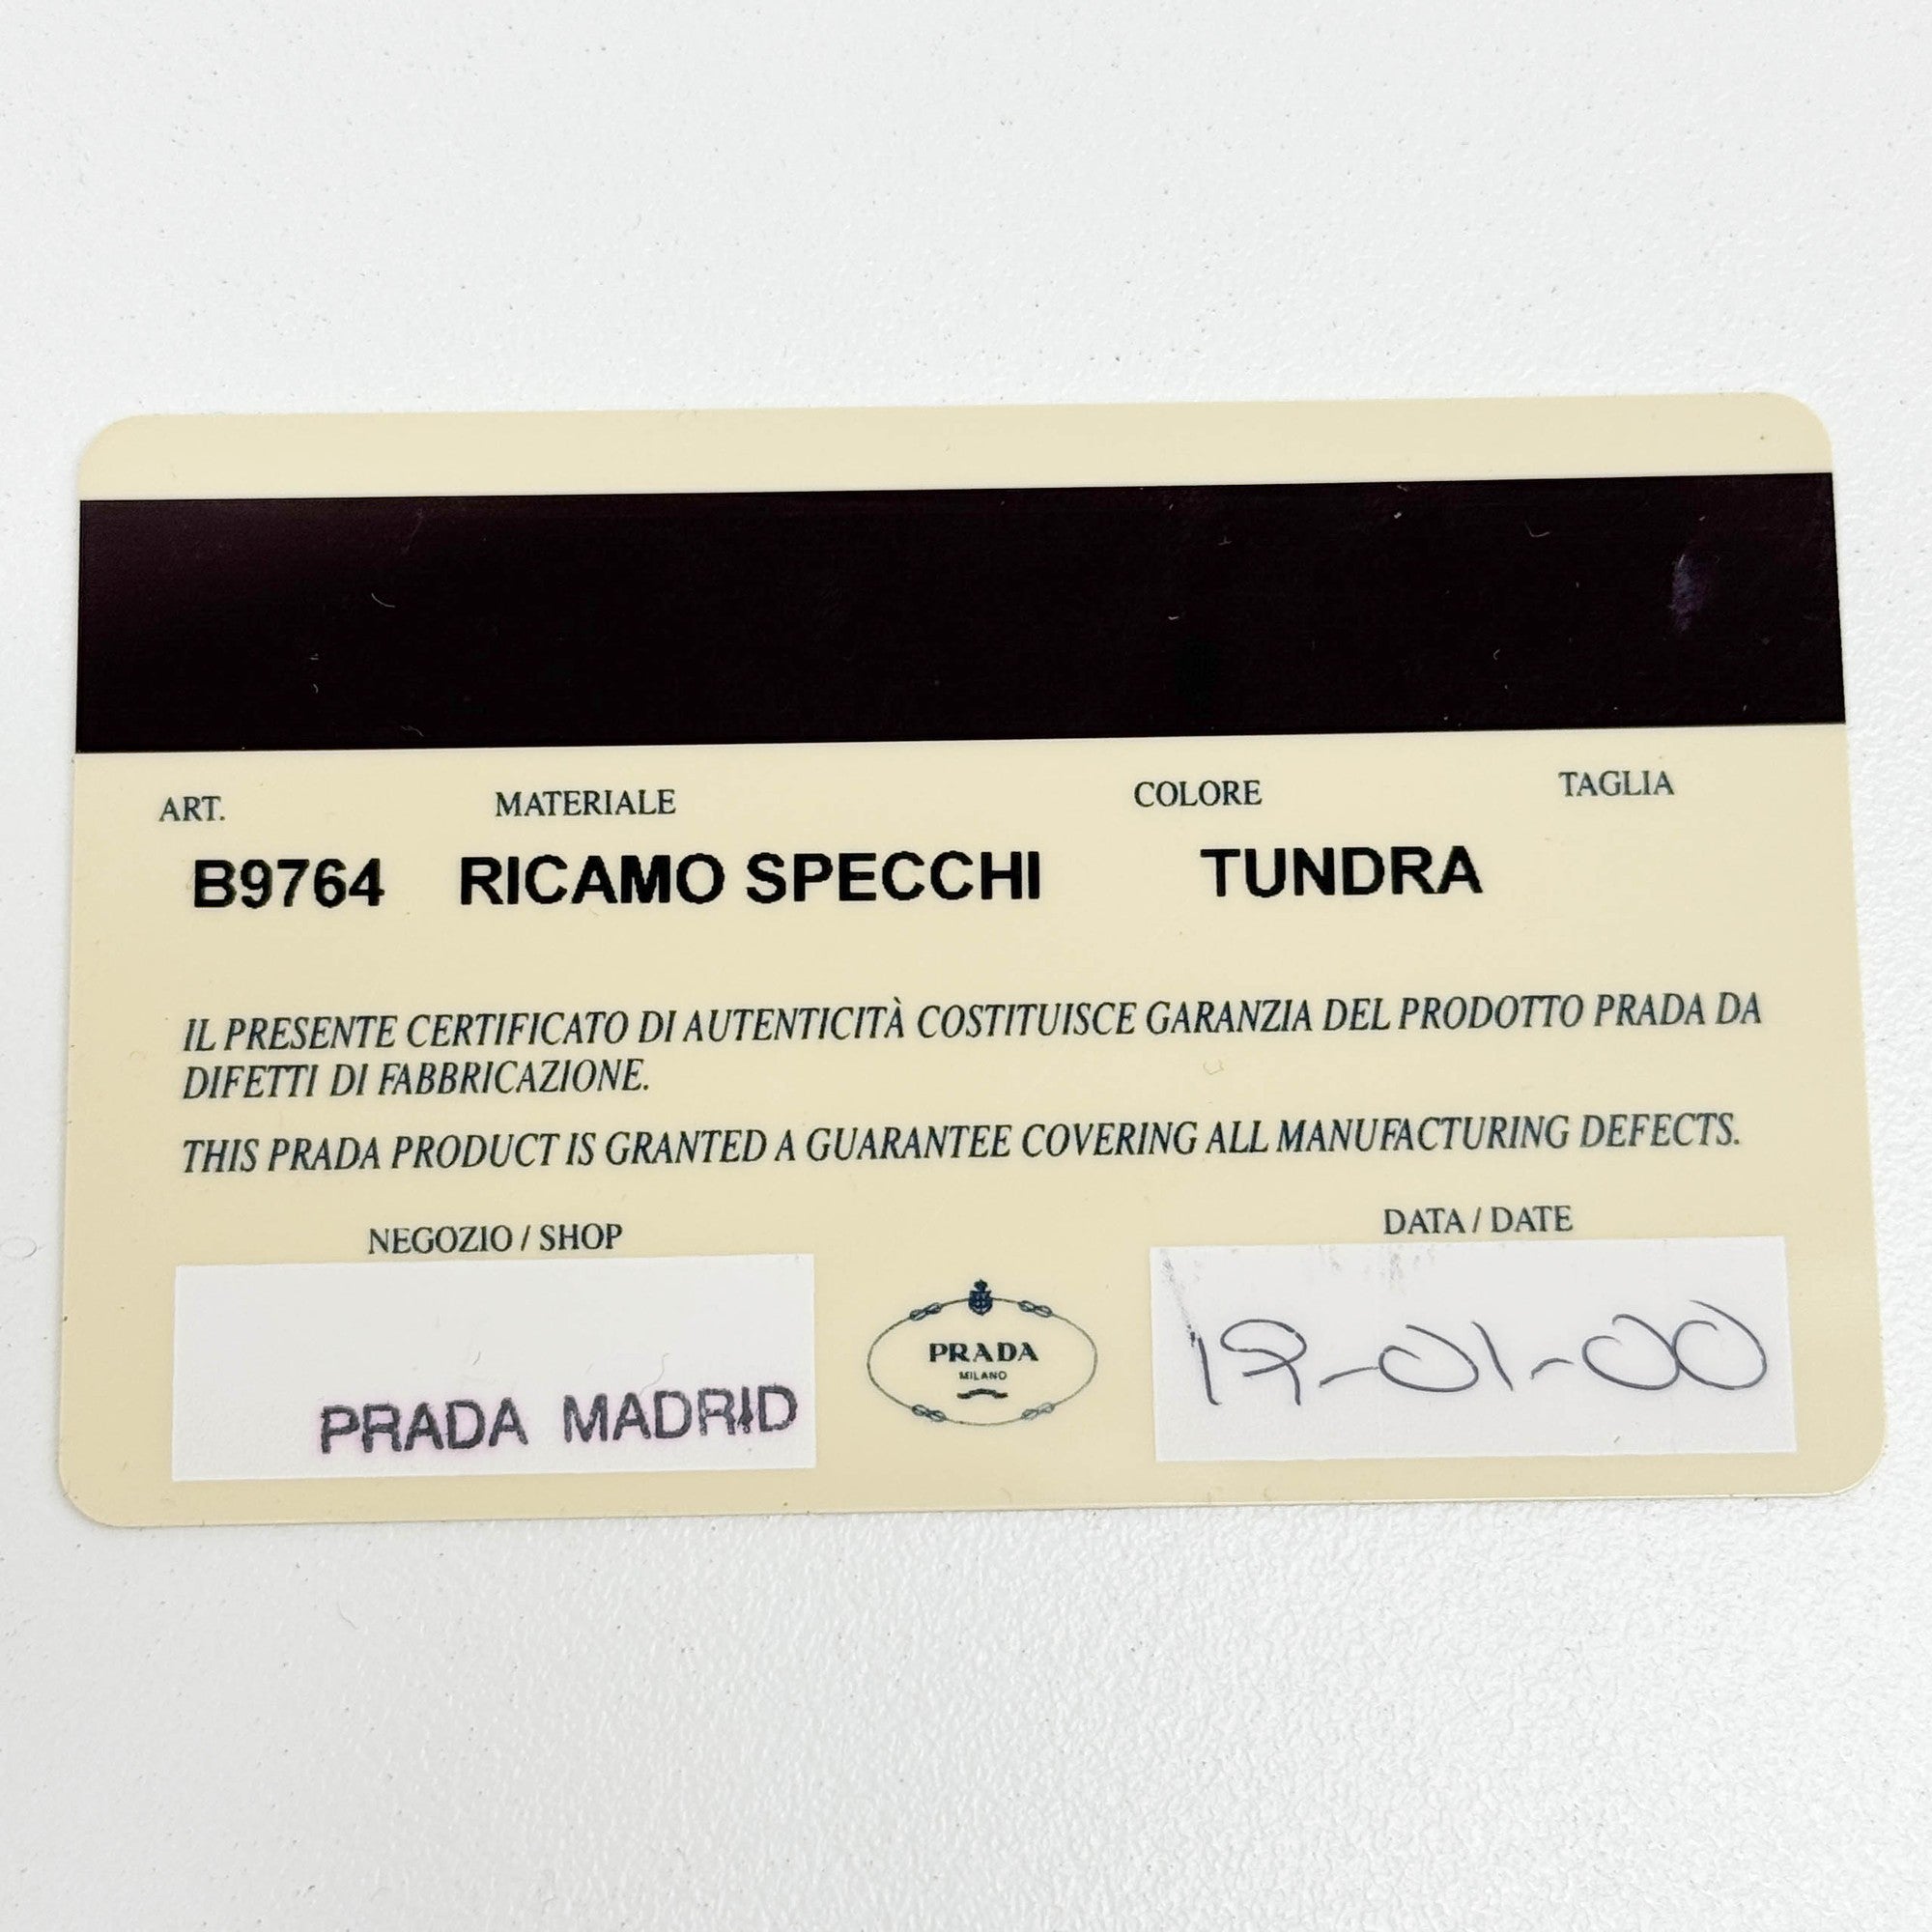 ART. MATERIALE COLORE TAGLIA
B9764 RICAMO SPECCHI TUNDRA
IL PRESENTE CERTIFICATO DI AUTENTICITÀ COSTITUISCE GARANZIA DEL PRODOTTO PRADA DA
DIFETTI DI FABBRICAZIONE.
THIS PRADA PRODUCT IS GRANTED A GUARANTEE COVERING ALL MANUFACTURING DEFECTS.
NEGOZIO / SHOP
PRADA MADRID
PRADA
MILANO
DATA / DATE
19-01-00